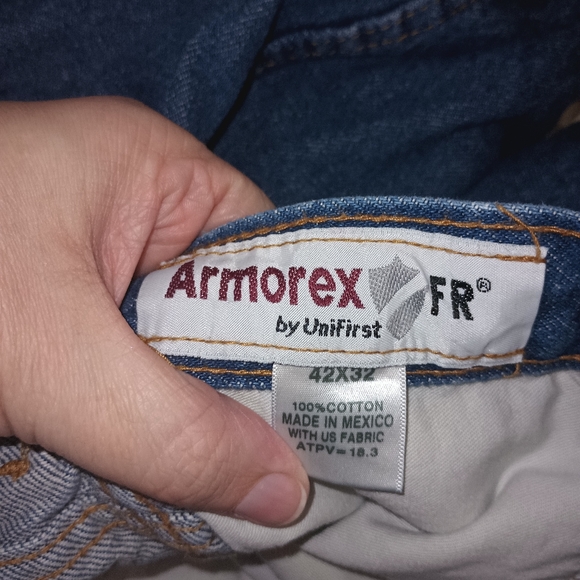 Armorex FR®
by UniFirst
42X32
100%COTTON
MADE IN MEXICO
WITH US FABRIC
ATPV=18.3